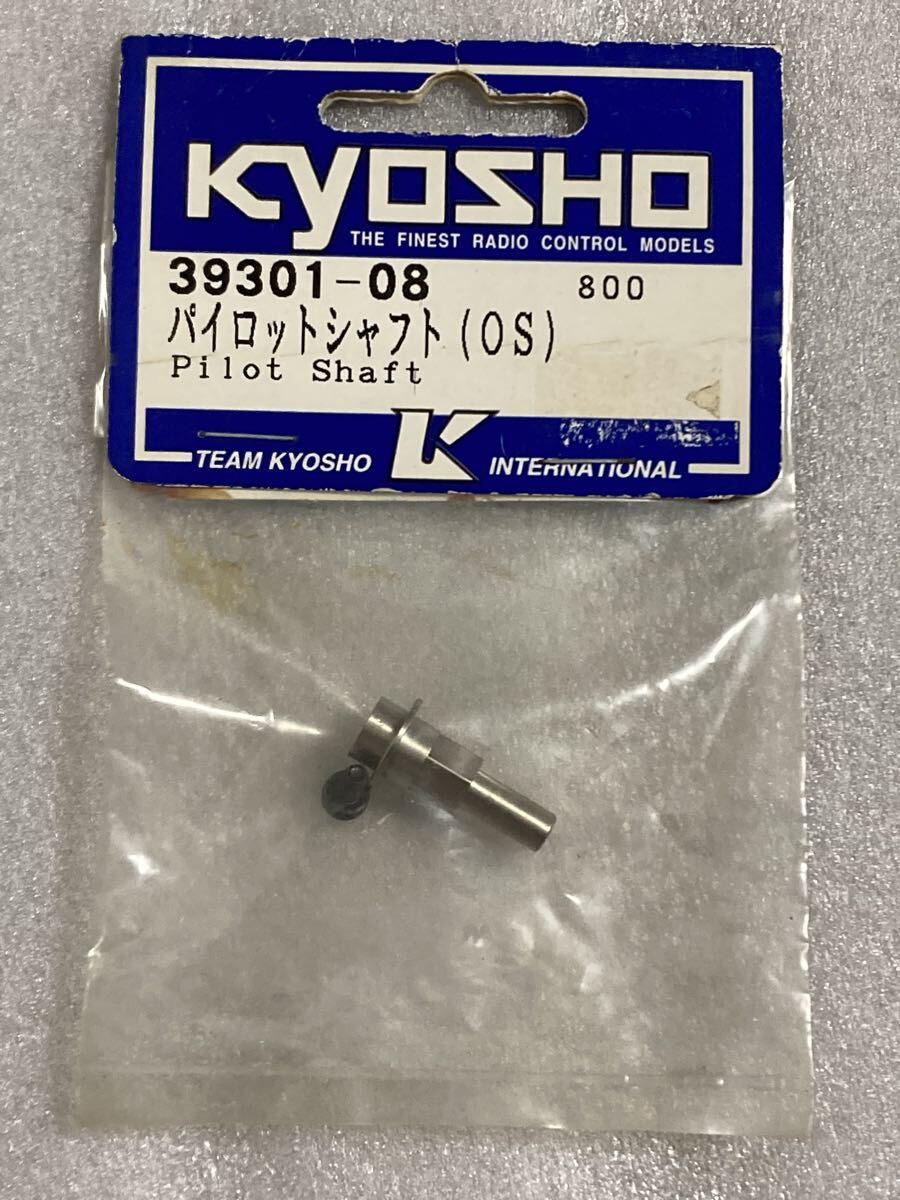 KYOSHO
THE FINEST RADIO CONTROL MODELS
39301-08 800
パイロットシャフト(OS)
Pilot Shaft
TEAM KYOSHO K INTERNATIONAL